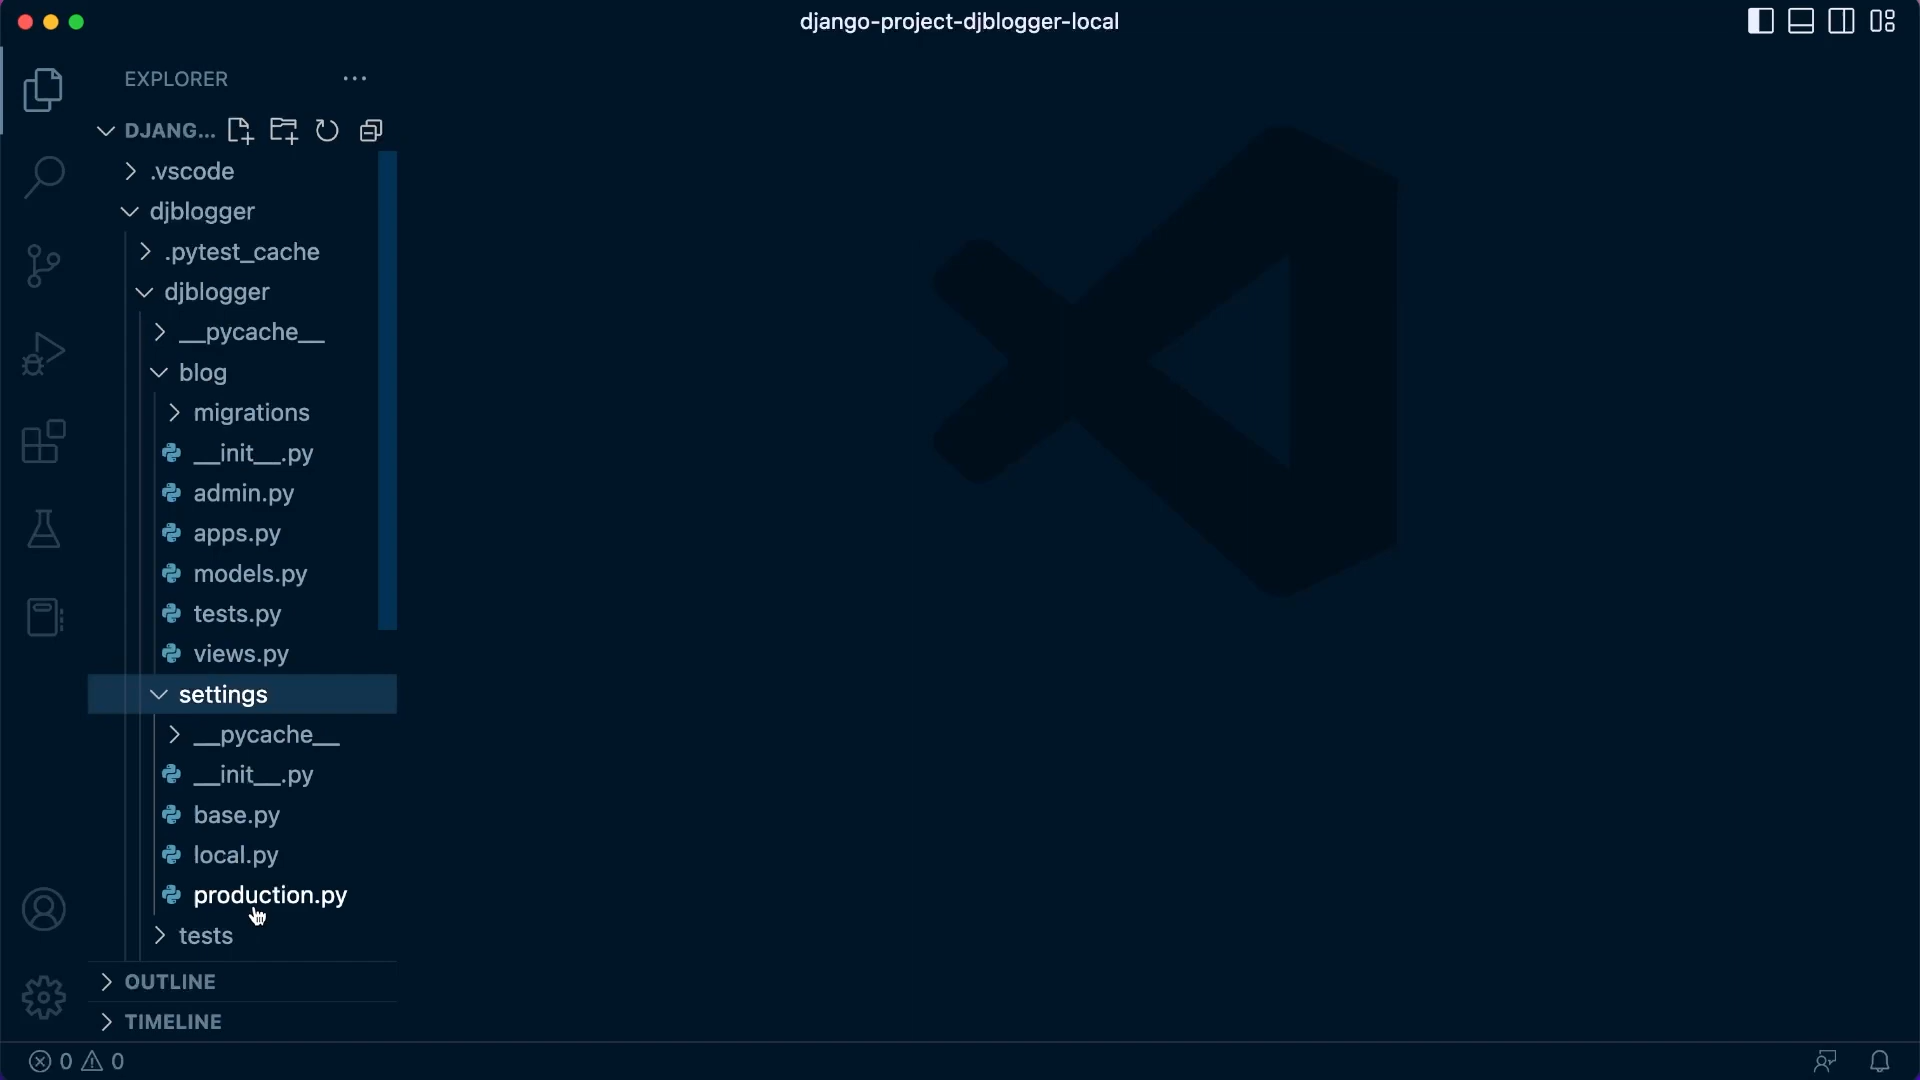 django-project-djblogger-local
EXPLORER
DJANG...
.vscode
djblogger
.pytest_cache
djblogger
__pycache__
blog
migrations
__init__.py
admin.py
apps.py
models.py
tests.py
views.py
settings
__pycache__
__init__.py
base.py
local.py
production.py
tests
OUTLINE
TIMELINE
0 0